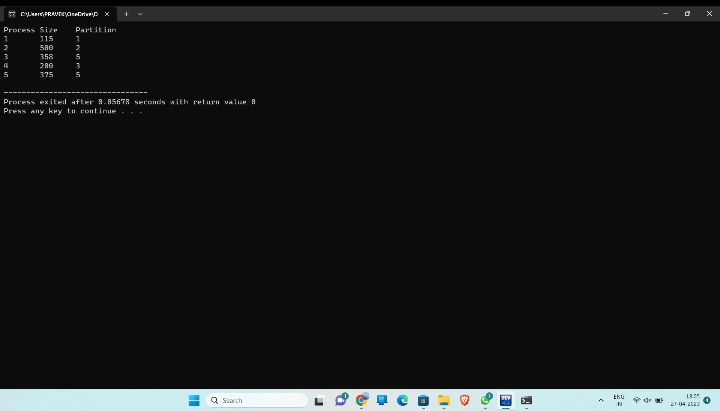 C:\Users\PRAVEK\OneDrive\D
Process Size Partition
1 115 1
2 500 2
3 358 5
4 200 3
5 375 5
--------------------------------
Process exited after 0.05678 seconds with return value 0
Press any key to continue . . .
Search
ENG
IN
18:05
27-04-2023